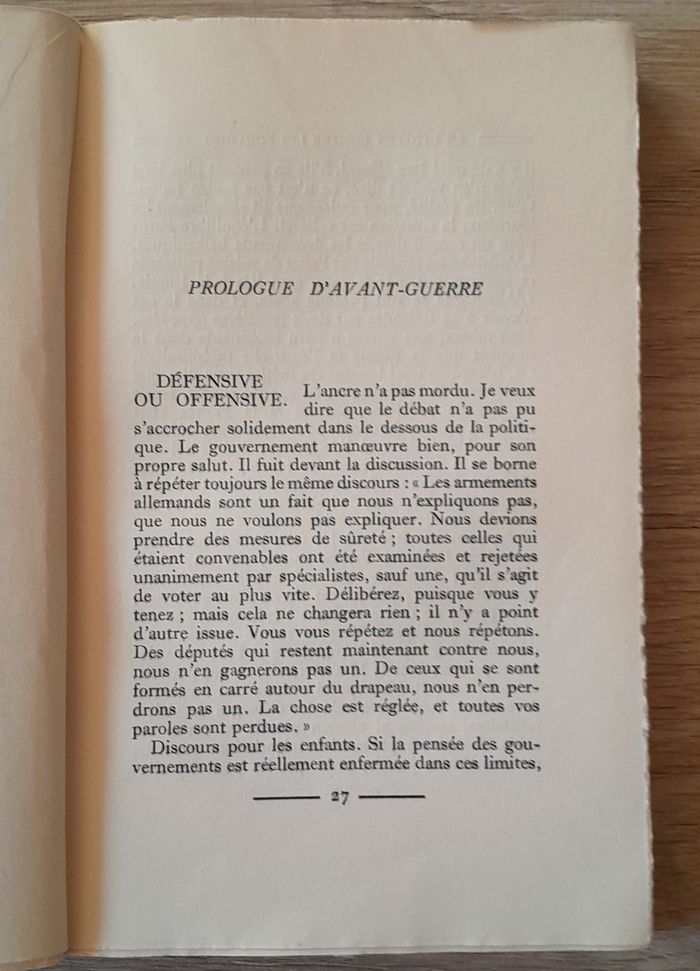 PROLOGUE D'AVANT-GUERRE
DÉFENSIVE
OU OFFENSIVE.
L'ancre n'a pas mordu. Je veux
dire que le débat n'a pas pu
s'accrocher solidement dans le dessous de la politi-
que. Le gouvernement manœuvre bien, pour son
propre salut. Il fuit devant la discussion. Il se borne
à répéter toujours le même discours : « Les armements
allemands sont un fait que nous n'expliquons pas,
que nous ne voulons pas expliquer. Nous devions
prendre des mesures de sûreté ; toutes celles qui
étaient convenables ont été examinées et rejetées
unanimement par spécialistes, sauf une, qu'il s'agit
de voter au plus vite. Délibérez, puisque vous y
tenez ; mais cela ne changera rien ; il n'y a point
d'autre issue. Vous vous répétez et nous répétons.
Des députés qui restent maintenant contre nous,
nous n'en gagnerons pas un. De ceux qui se sont
formés en carré autour du drapeau, nous n'en per-
drons pas un. La chose est réglée, et toutes vos
paroles sont perdues. »
Discours pour les enfants. Si la pensée des gou-
vernements est réellement enfermée dans ces limites,
27